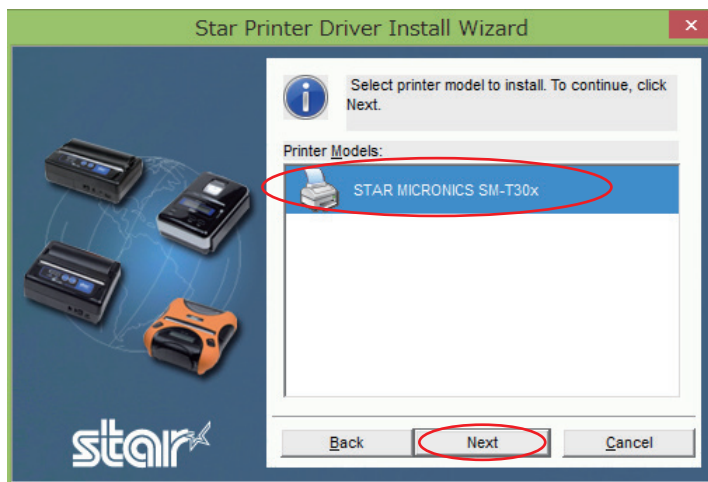 Star Printer Driver Install Wizard
Select printer model to install. To continue, click
Next.
Printer Models:
STAR MICRONICS SM-T30x
Back
Next
Cancel
star